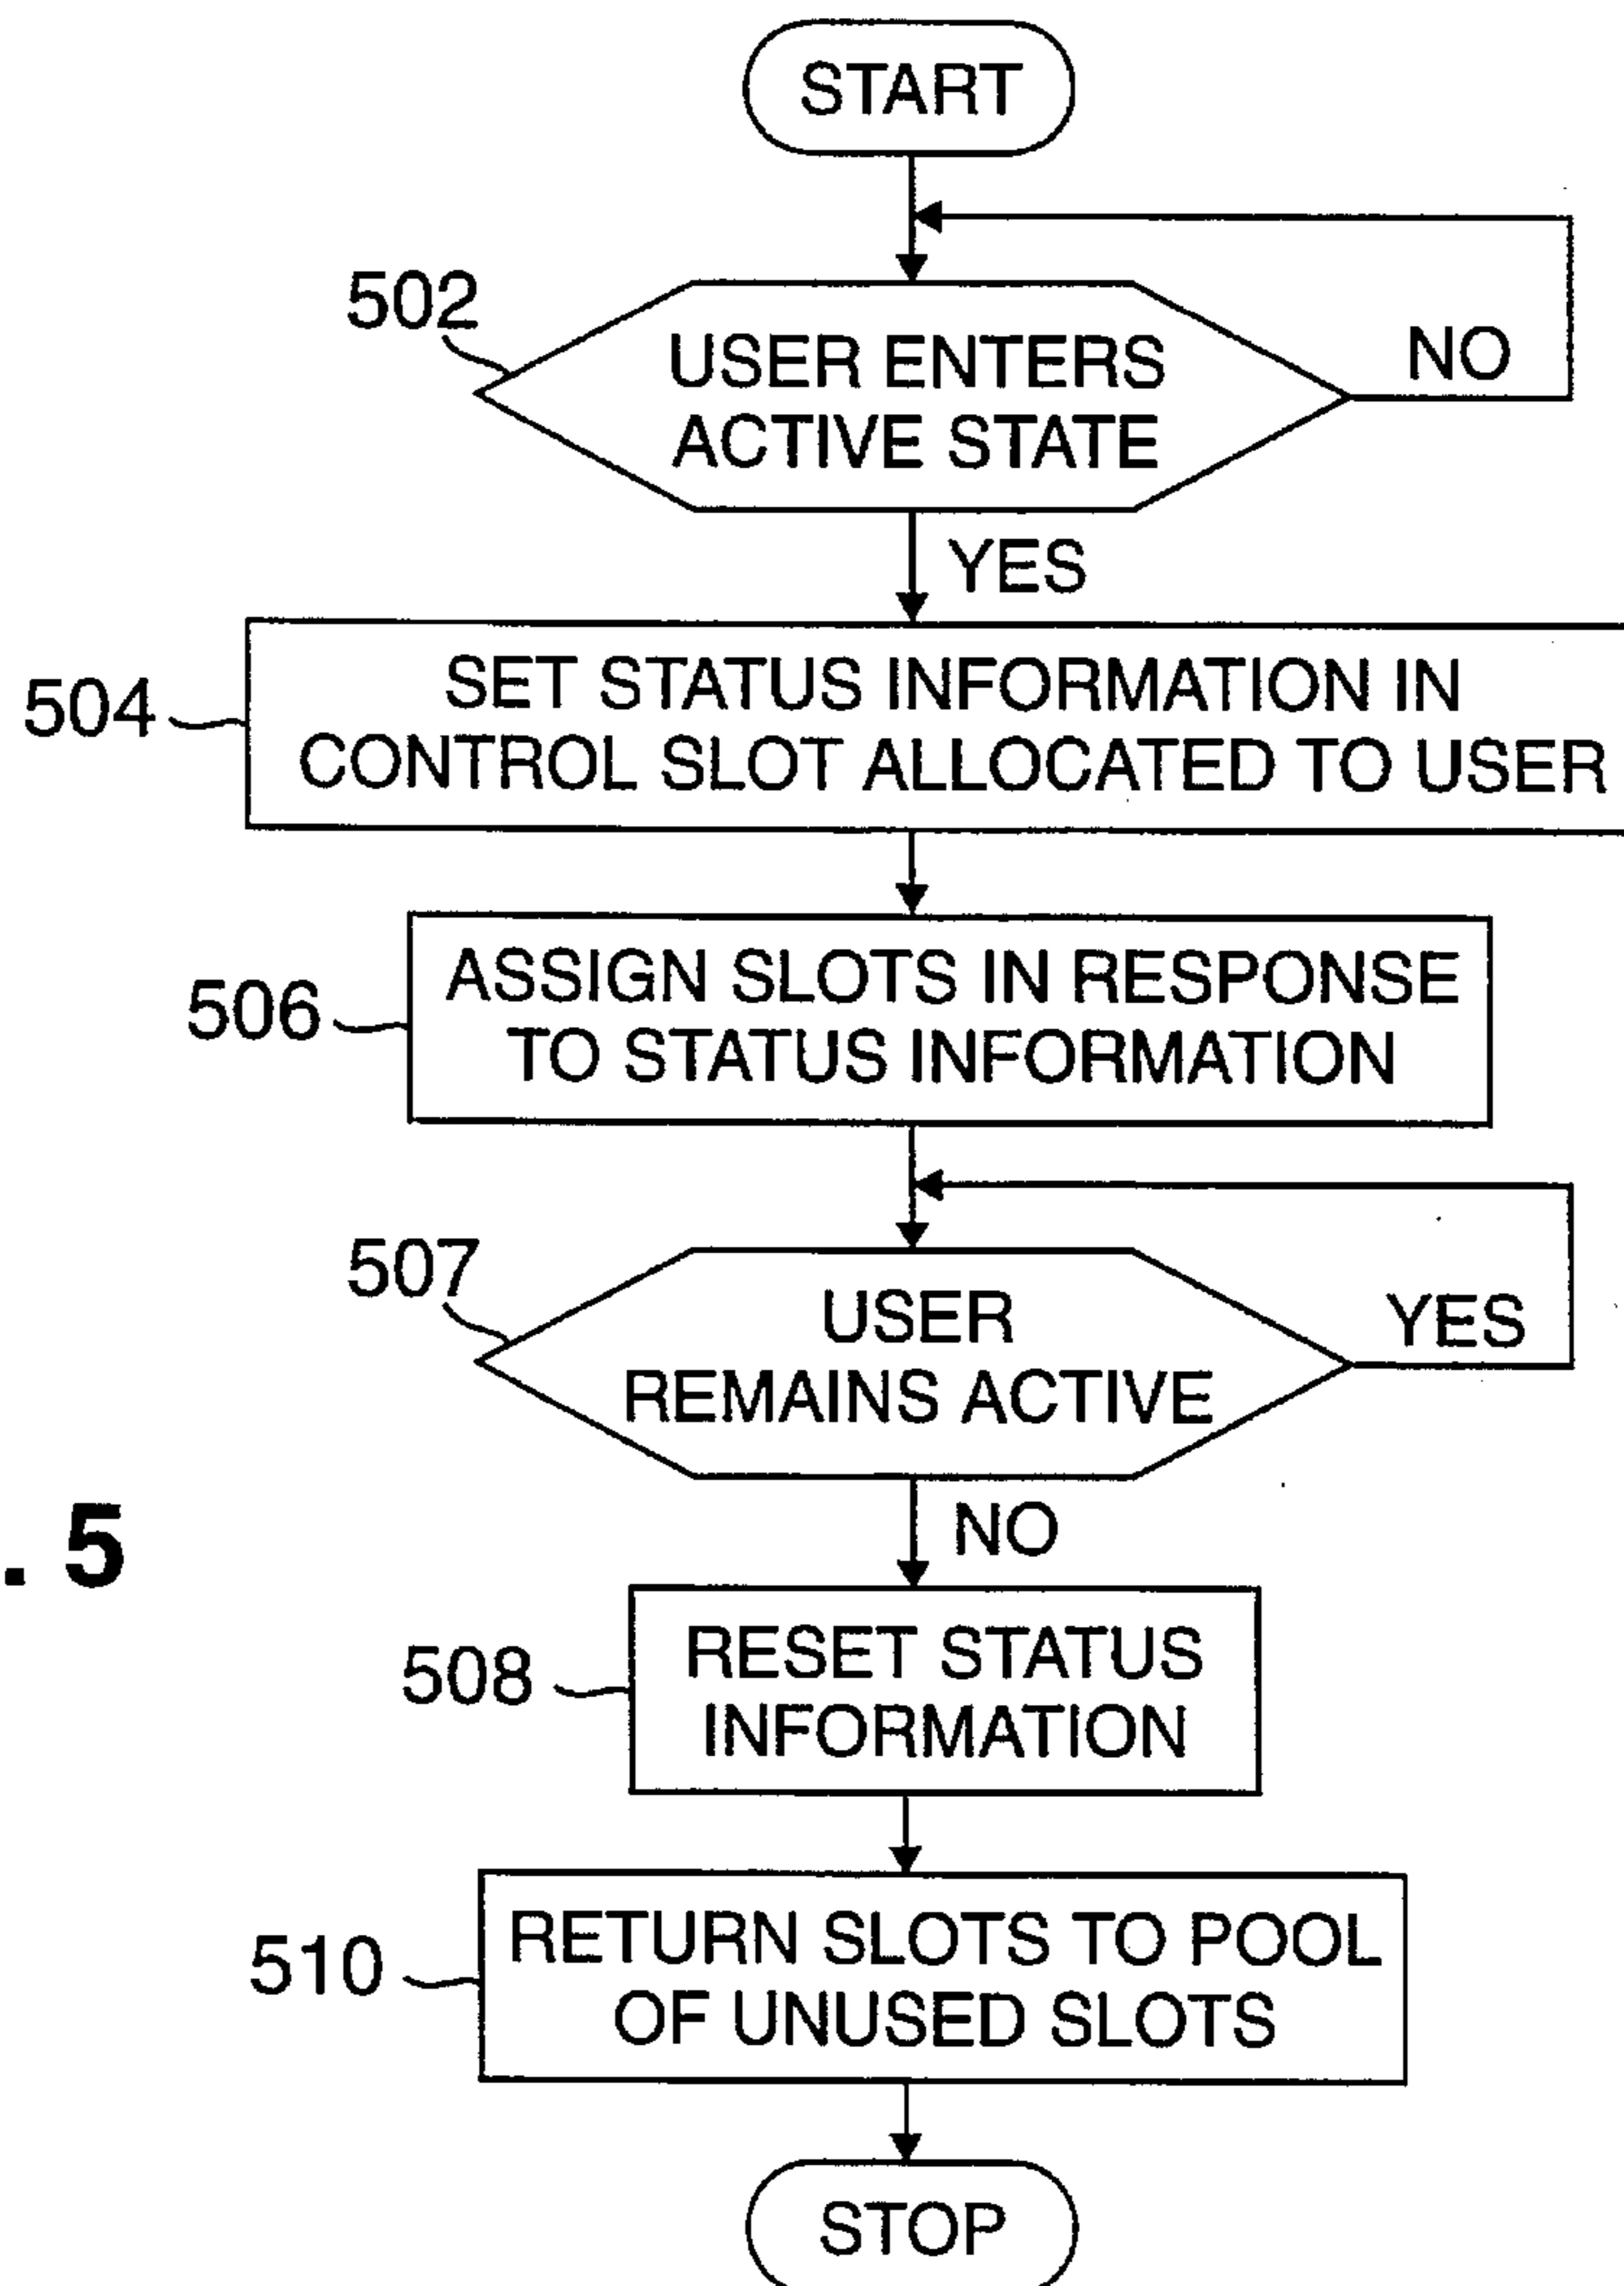 START
502
USER ENTERS
ACTIVE STATE
NO
YES
504
SET STATUS INFORMATION IN
CONTROL SLOT ALLOCATED TO USER
506
ASSIGN SLOTS IN RESPONSE
TO STATUS INFORMATION
507
USER
REMAINS ACTIVE
YES
NO
. 5
508
RESET STATUS
INFORMATION
510
RETURN SLOTS TO POOL
OF UNUSED SLOTS
STOP